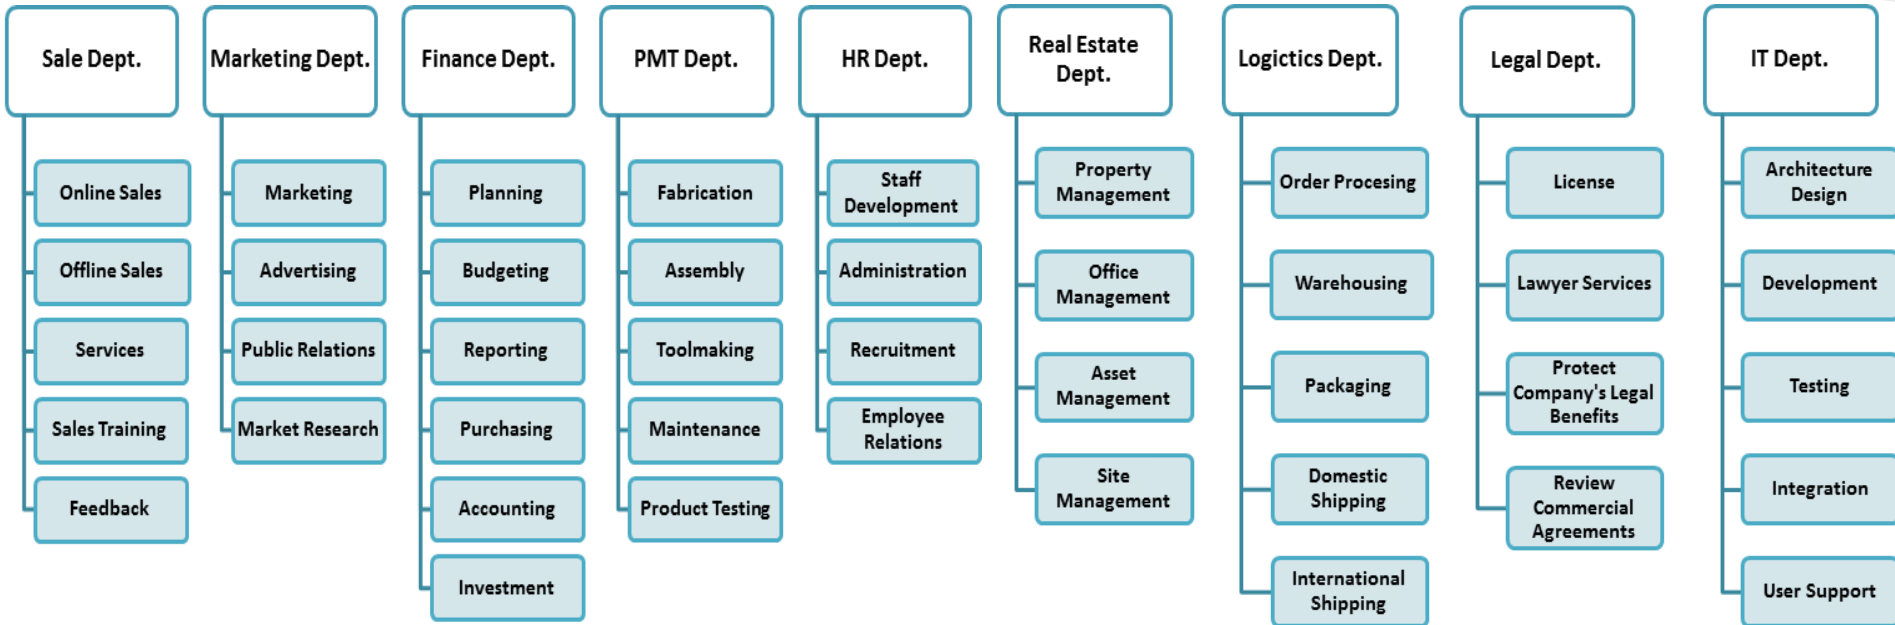 Sale Dept.
Online Sales
Offline Sales
Services
Sales Training
Feedback
Marketing Dept.
Marketing
Advertising
Public Relations
Market Research
Finance Dept.
Planning
Budgeting
Reporting
Purchasing
Accounting
Investment
PMT Dept.
Fabrication
Assembly
Toolmaking
Maintenance
Product Testing
HR Dept.
Staff
Development
Administration
Recruitment
Employee
Relations
Real Estate
Dept.
Property
Management
Office
Management
Asset
Management
Site
Management
Logictics Dept.
Order Procesing
Warehousing
Packaging
Domestic
Shipping
International
Shipping
Legal Dept.
License
Lawyer Services
Protect
Company's Legal
Benefits
Review
Commercial
Agreements
IT Dept.
Architecture
Design
Development
Testing
Integration
User Support